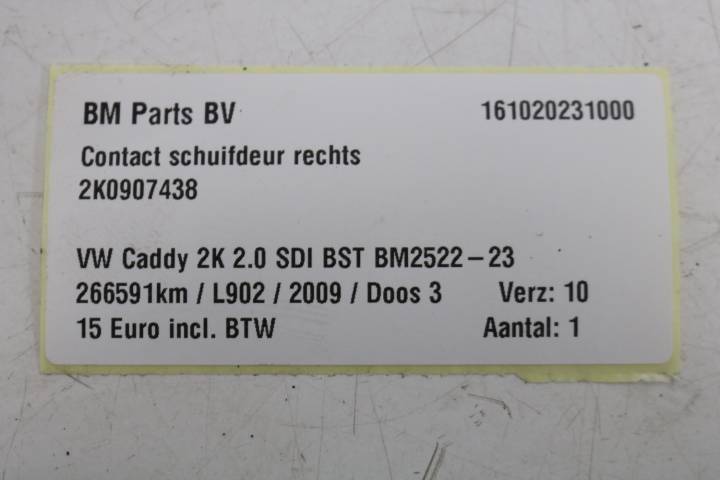 BM Parts BV 161020231000
Contact schuifdeur rechts
2K0907438
VW Caddy 2K 2.0 SDI BST BM2522-23
266591km / L902 / 2009 / Doos 3 Verz: 10
15 Euro incl. BTW Aantal: 1